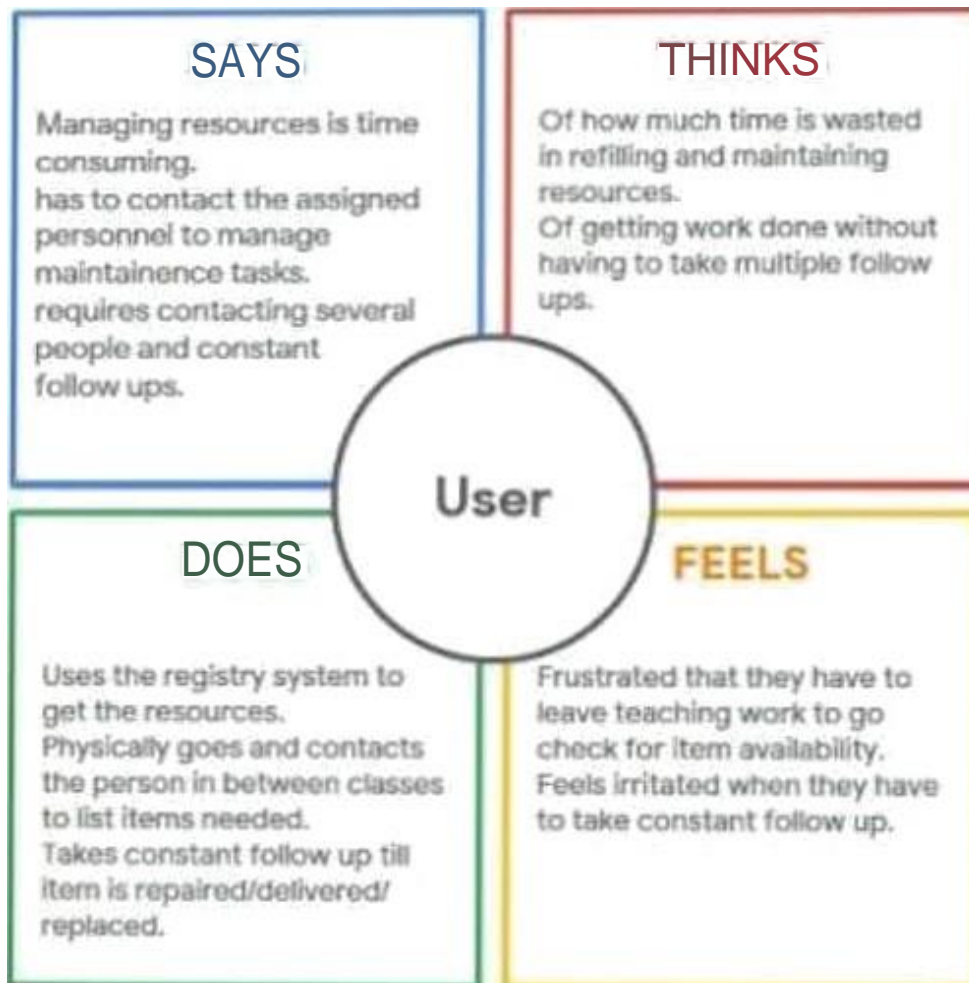 SAYS
Managing resources is time
consuming.
has to contact the assigned
personnel to manage
maintainence tasks.
requires contacting several
people and constant
follow ups.
THINKS
Of how much time is wasted
in refilling and maintaining
resources.
Of getting work done without
having to take multiple follow
ups.
User
DOES
Uses the registry system to
get the resources.
Physically goes and contacts
the person in between classes
to list items needed.
Takes constant follow up till
item is repaired/delivered/
replaced.
FEELS
Frustrated that they have to
leave teaching work to go
check for item availability.
Feels irritated when they have
to take constant follow up.